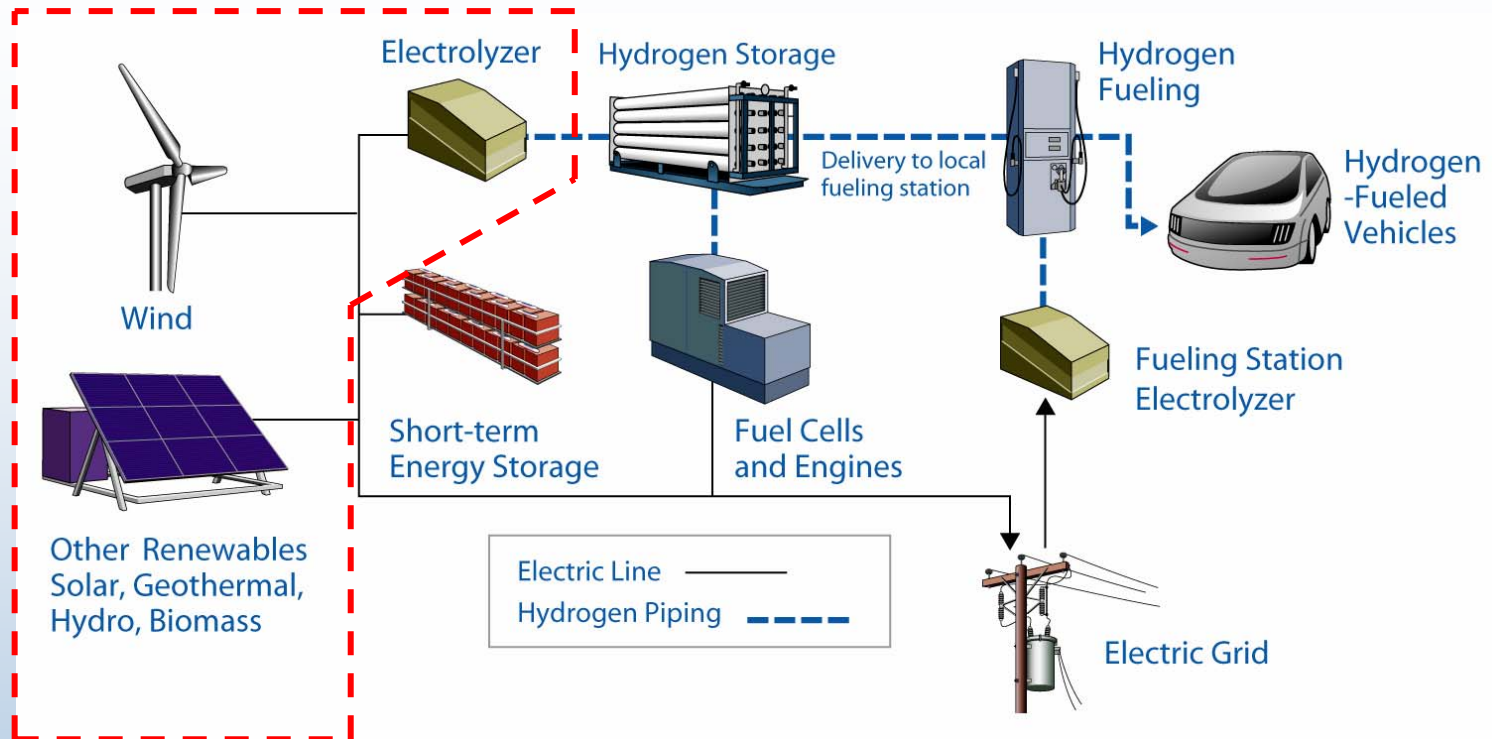 Electrolyzer
Hydrogen Storage
Hydrogen
Fueling
Delivery to local
fueling station
Hydrogen
-Fueled
Vehicles
Wind
Short-term
Energy Storage
Fuel Cells
and Engines
Fueling Station
Electrolyzer
Other Renewables
Solar, Geothermal,
Hydro, Biomass
Electric Line
Hydrogen Piping
Electric Grid